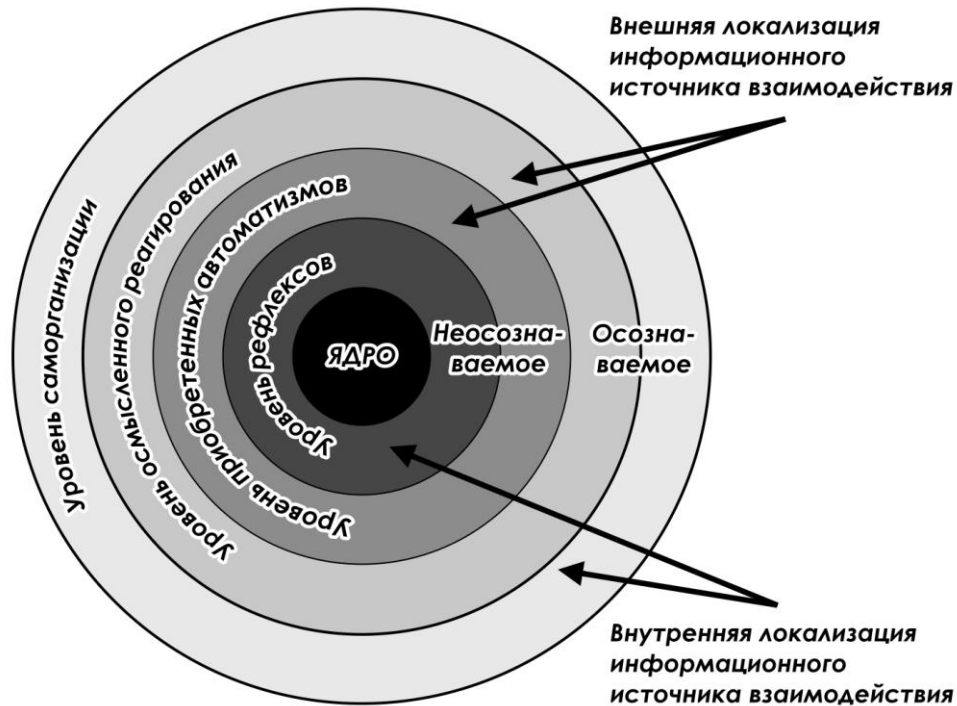 Внешняя локализация
информационного
источника взаимодействия
Уровень саморганизации
Уровень осмысленного реагирования
Уровень приобретенных автоматизмов
Уровень рефлексов
ЯДРО
Неосозна-
ваемое
Осозна-
ваемое
Внутренняя локализация
информационного
источника взаимодействия